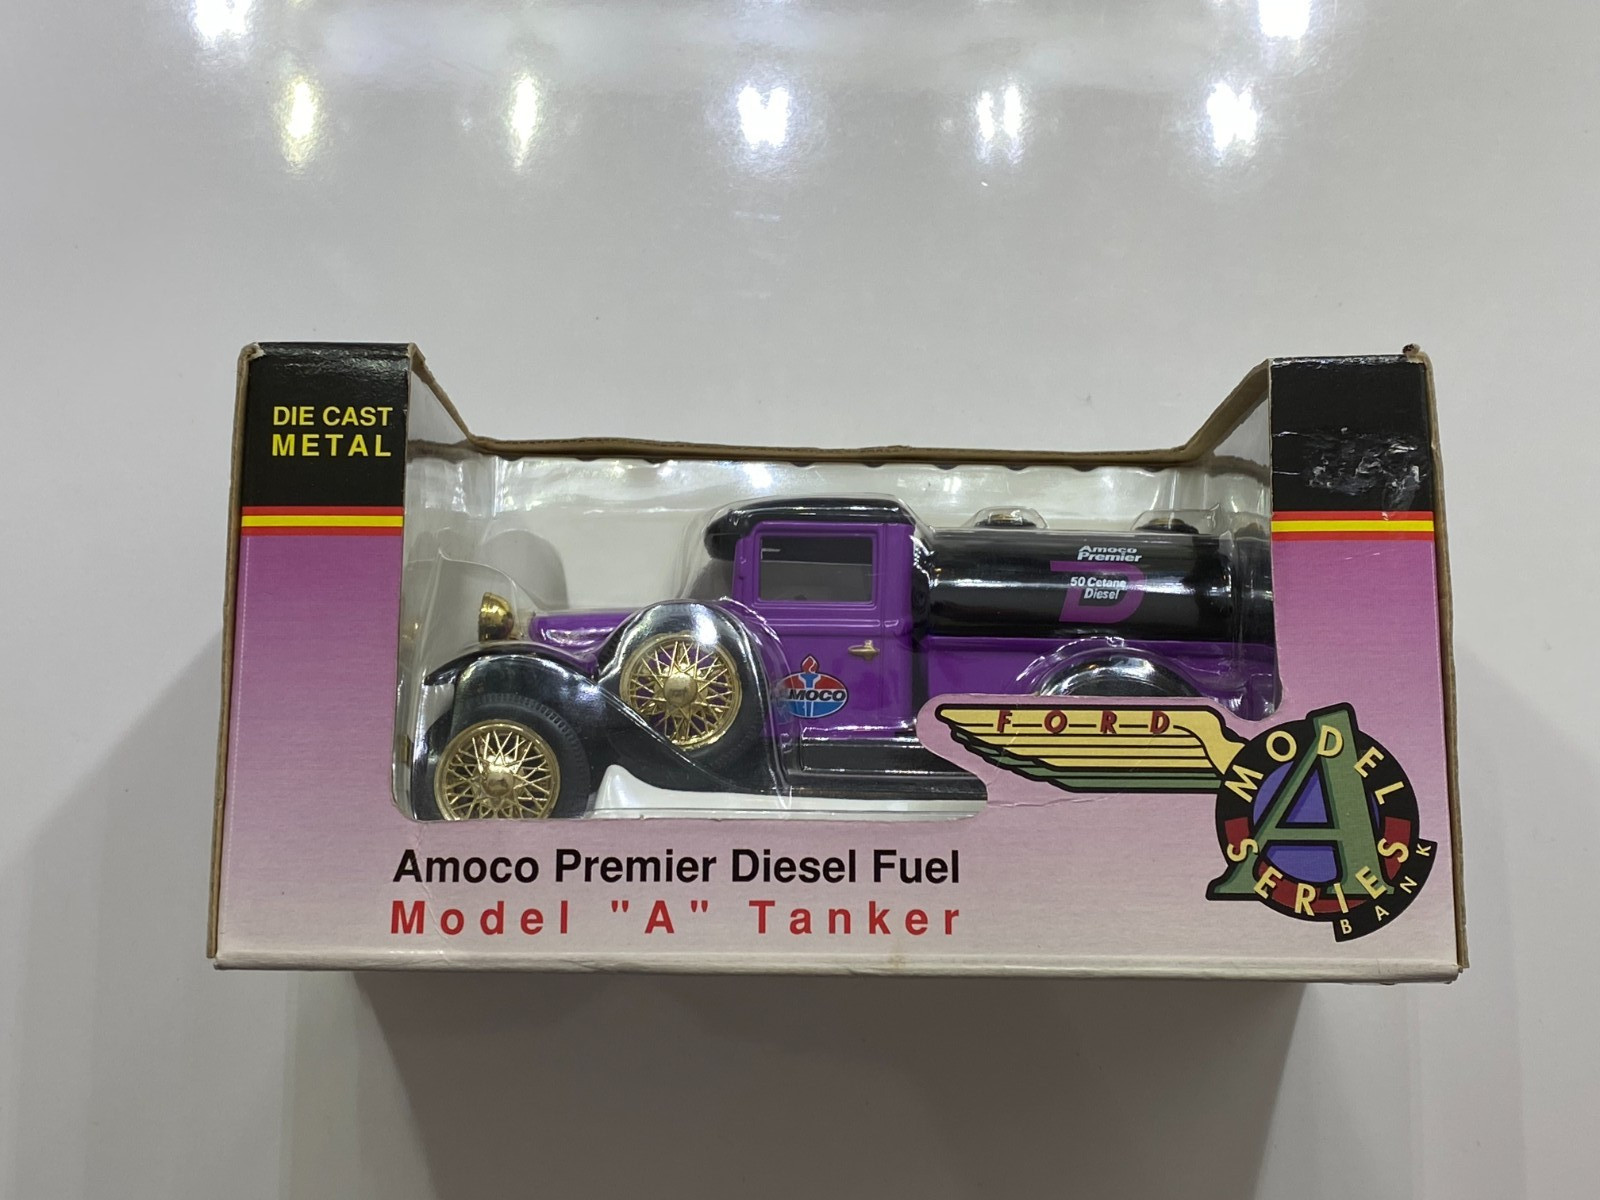 DIE CAST
METAL
Amoco
Premier
D
50 Cetane
Diesel
AMOCO
FORD
MODEL
A
SERIES
BANK
Amoco Premier Diesel Fuel
Model "A" Tanker